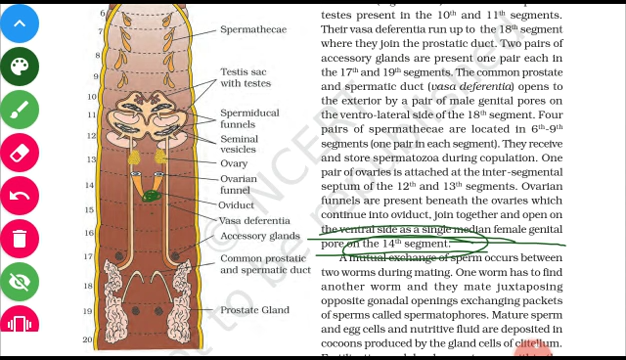 6
7
8
9
10
11
12
13
14
15
16
17
18
19
20
Spermathecae
Testis sac
with testes
Spermiducal
funnels
Seminal
vesicles
Ovary
Ovarian
funnel
Oviduct
Vasa deferentia
Accessory glands
Common prostatic
and spermatic duct
Prostate Gland
testes present in the 10th and 11th segments.
Their vasa deferentia run up to the 18th segment
where they join the prostatic duct. Two pairs of
accessory glands are present one pair each in
the 17th and 19th segments. The common prostate
and spermatic duct (vasa deferentia) opens to
the exterior by a pair of male genital pores on
the ventro-lateral side of the 18th segment. Four
pairs of spermathecae are located in 6th-9th
segments (one pair in each segment). They receive
and store spermatozoa during copulation. One
pair of ovaries is attached at the inter-segmental
septum of the 12th and 13th segments. Ovarian
funnels are present beneath the ovaries which
continue into oviduct, join together and open on
the ventral side as a single median female genital
pore on the 14th segment.
A mutual exchange of sperm occurs between
two worms during mating. One worm has to find
another worm and they mate juxtaposing
opposite gonadal openings exchanging packets
of sperms called spermatophores. Mature sperm
and egg cells and nutritive fluid are deposited in
cocoons produced by the gland cells of clitellum.